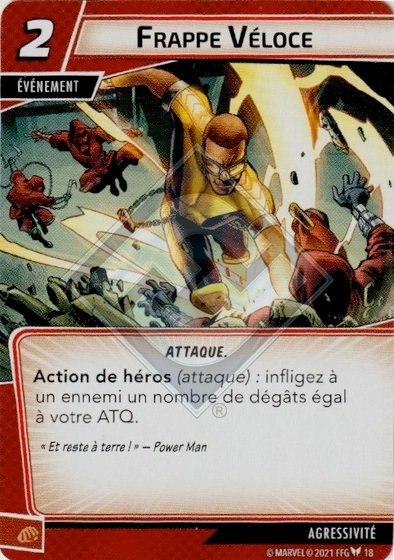 2
FRAPPE VÉLOCE
ÉVÉNEMENT
ATTAQUE.
Action de héros (attaque) : infligez à
un ennemi un nombre de dégâts égal
à votre ATQ.
« Et reste à terre ! » – Power Man
®
AGRESSIVITÉ
© MARVEL © 2021 FFG 18